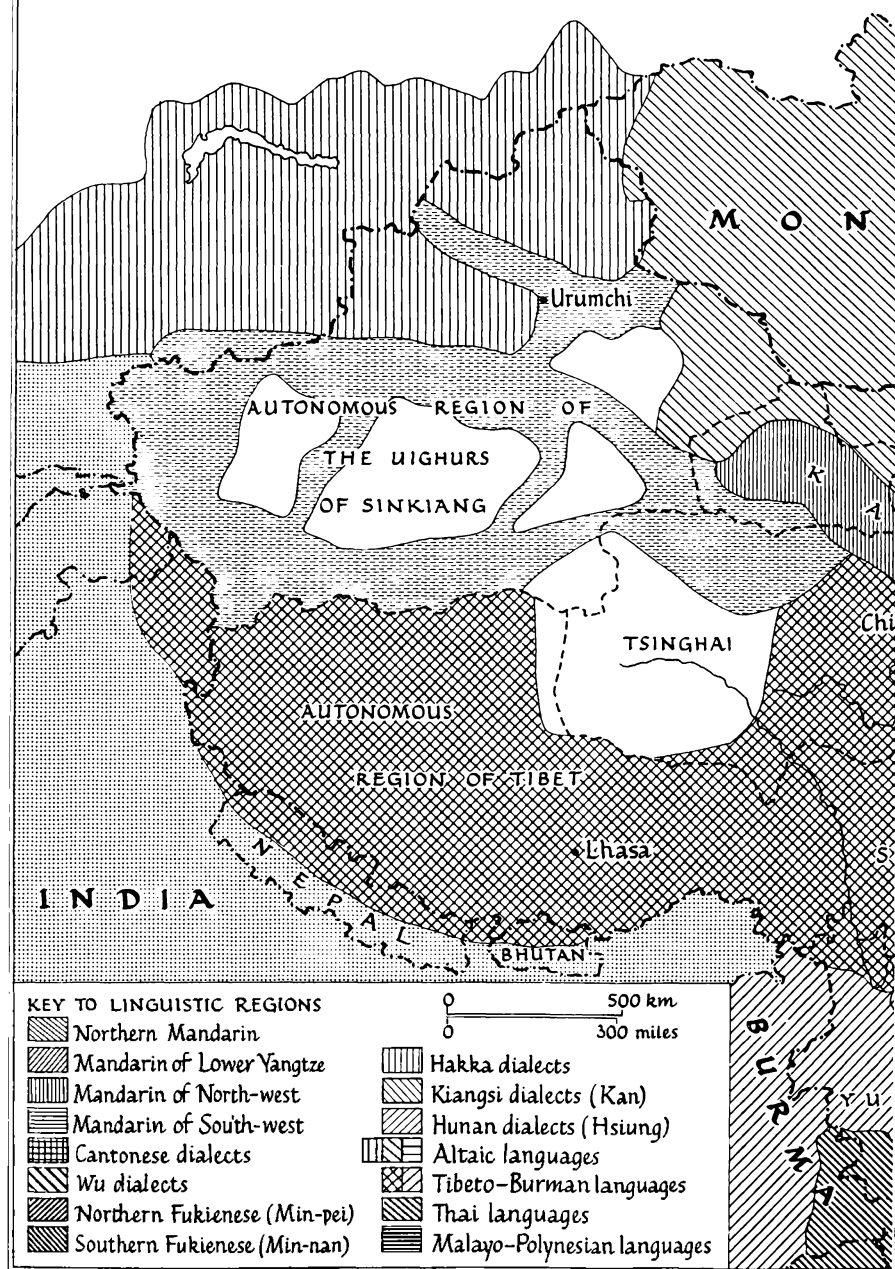 M O N
Urumchi
AUTONOMOUS REGION OF
THE UIGHURS
OF SINKIANG
K
A
Chi
TSINGHAI
AUTONOMOUS
REGION OF TIBET
Lhasa
S
NEPAL
INDIA
BHUTAN
BURMA
YU
KEY TO LINGUISTIC REGIONS
0 500 km
0 300 miles
Northern Mandarin
Mandarin of Lower Yangtze
Mandarin of North-west
Mandarin of South-west
Cantonese dialects
Wu dialects
Northern Fukienese (Min-pei)
Southern Fukienese (Min-nan)
Hakka dialects
Kiangsi dialects (Kan)
Hunan dialects (Hsiung)
Altaic languages
Tibeto-Burman languages
Thai languages
Malayo-Polynesian languages